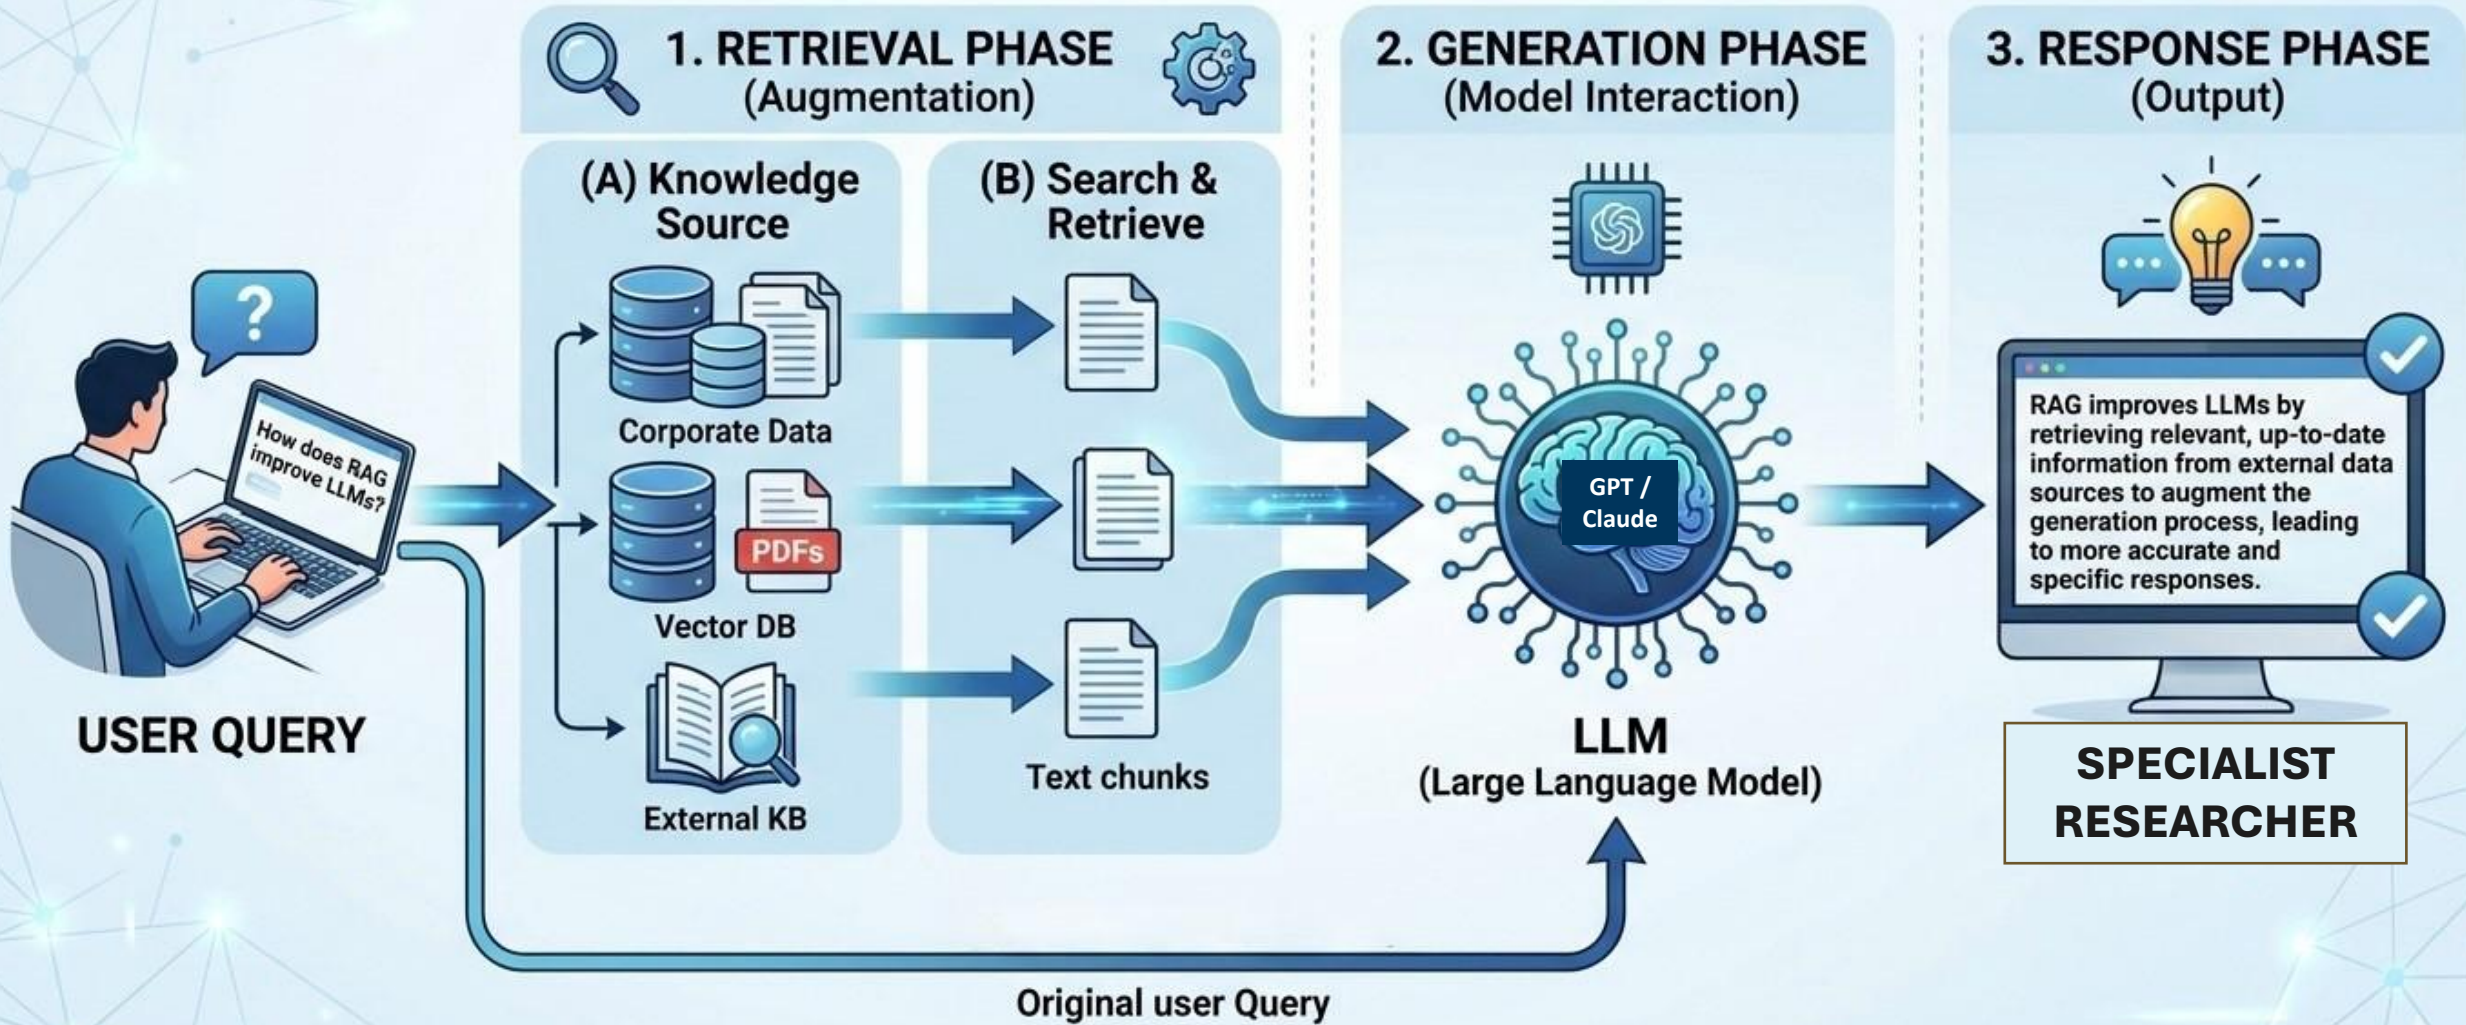 1. RETRIEVAL PHASE
(Augmentation)
2. GENERATION PHASE
(Model Interaction)
3. RESPONSE PHASE
(Output)
(A) Knowledge
Source
(B) Search &
Retrieve
?
How does RAG
improve LLMs?
USER QUERY
Corporate Data
PDFs
Vector DB
External KB
Text chunks
GPT /
Claude
LLM
(Large Language Model)
RAG improves LLMs by
retrieving relevant, up-to-date
information from external data
sources to augment the
generation process, leading
to more accurate and
specific responses.
SPECIALIST
RESEARCHER
Original user Query